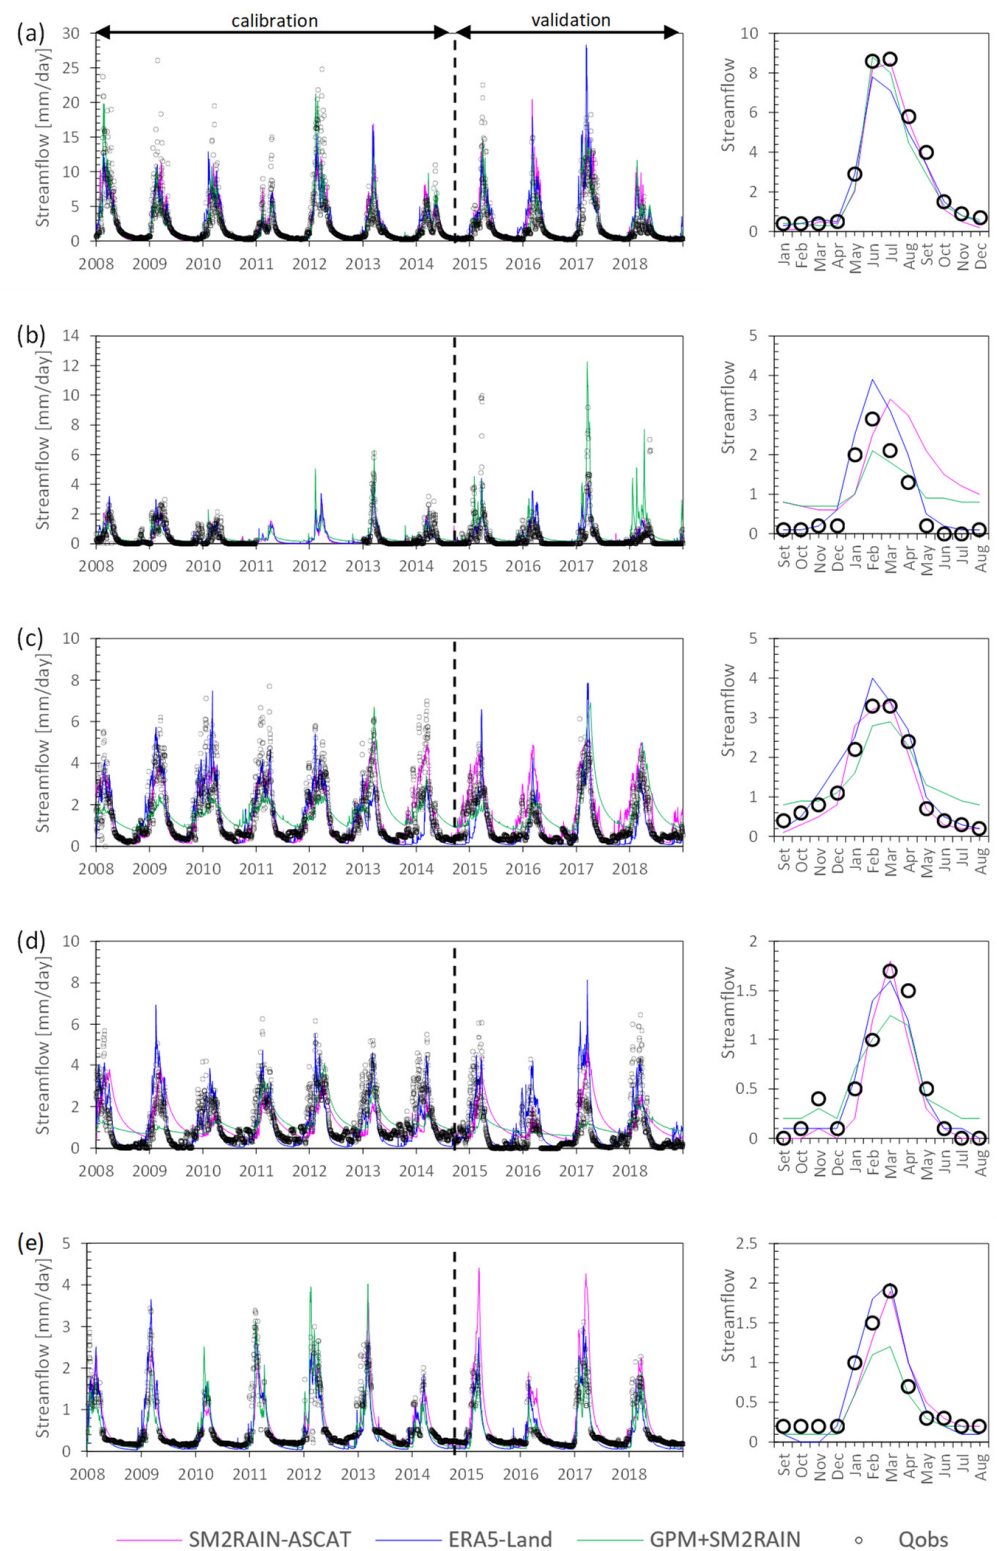 (a)
calibration
validation
Streamflow [mm/day]
30
25
20
15
10
5
0
2008 2009 2010 2011 2012 2013 2014 2015 2016 2017 2018
Streamflow
10
8
6
4
2
0
Jan Feb Mar Apr May Jun Jul Aug Set Oct Nov Dec
(b)
Streamflow [mm/day]
14
12
10
8
6
4
2
0
2008 2009 2010 2011 2012 2013 2014 2015 2016 2017 2018
Streamflow
5
4
3
2
1
0
Set Oct Nov Dec Jan Feb Mar Apr May Jun Jul Aug
(c)
Streamflow [mm/day]
10
8
6
4
2
0
2008 2009 2010 2011 2012 2013 2014 2015 2016 2017 2018
Streamflow
5
4
3
2
1
0
Set Oct Nov Dec Jan Feb Mar Apr May Jun Jul Aug
(d)
Streamflow [mm/day]
10
8
6
4
2
0
2008 2009 2010 2011 2012 2013 2014 2015 2016 2017 2018
Streamflow
2
1.5
1
0.5
0
Set Oct Nov Dec Jan Feb Mar Apr May Jun Jul Aug
(e)
Streamflow [mm/day]
5
4
3
2
1
0
2008 2009 2010 2011 2012 2013 2014 2015 2016 2017 2018
Streamflow
2.5
2
1.5
1
0.5
0
Set Oct Nov Dec Jan Feb Mar Apr May Jun Jul Aug
SM2RAIN-ASCAT ERA5-Land GPM+SM2RAIN Qobs